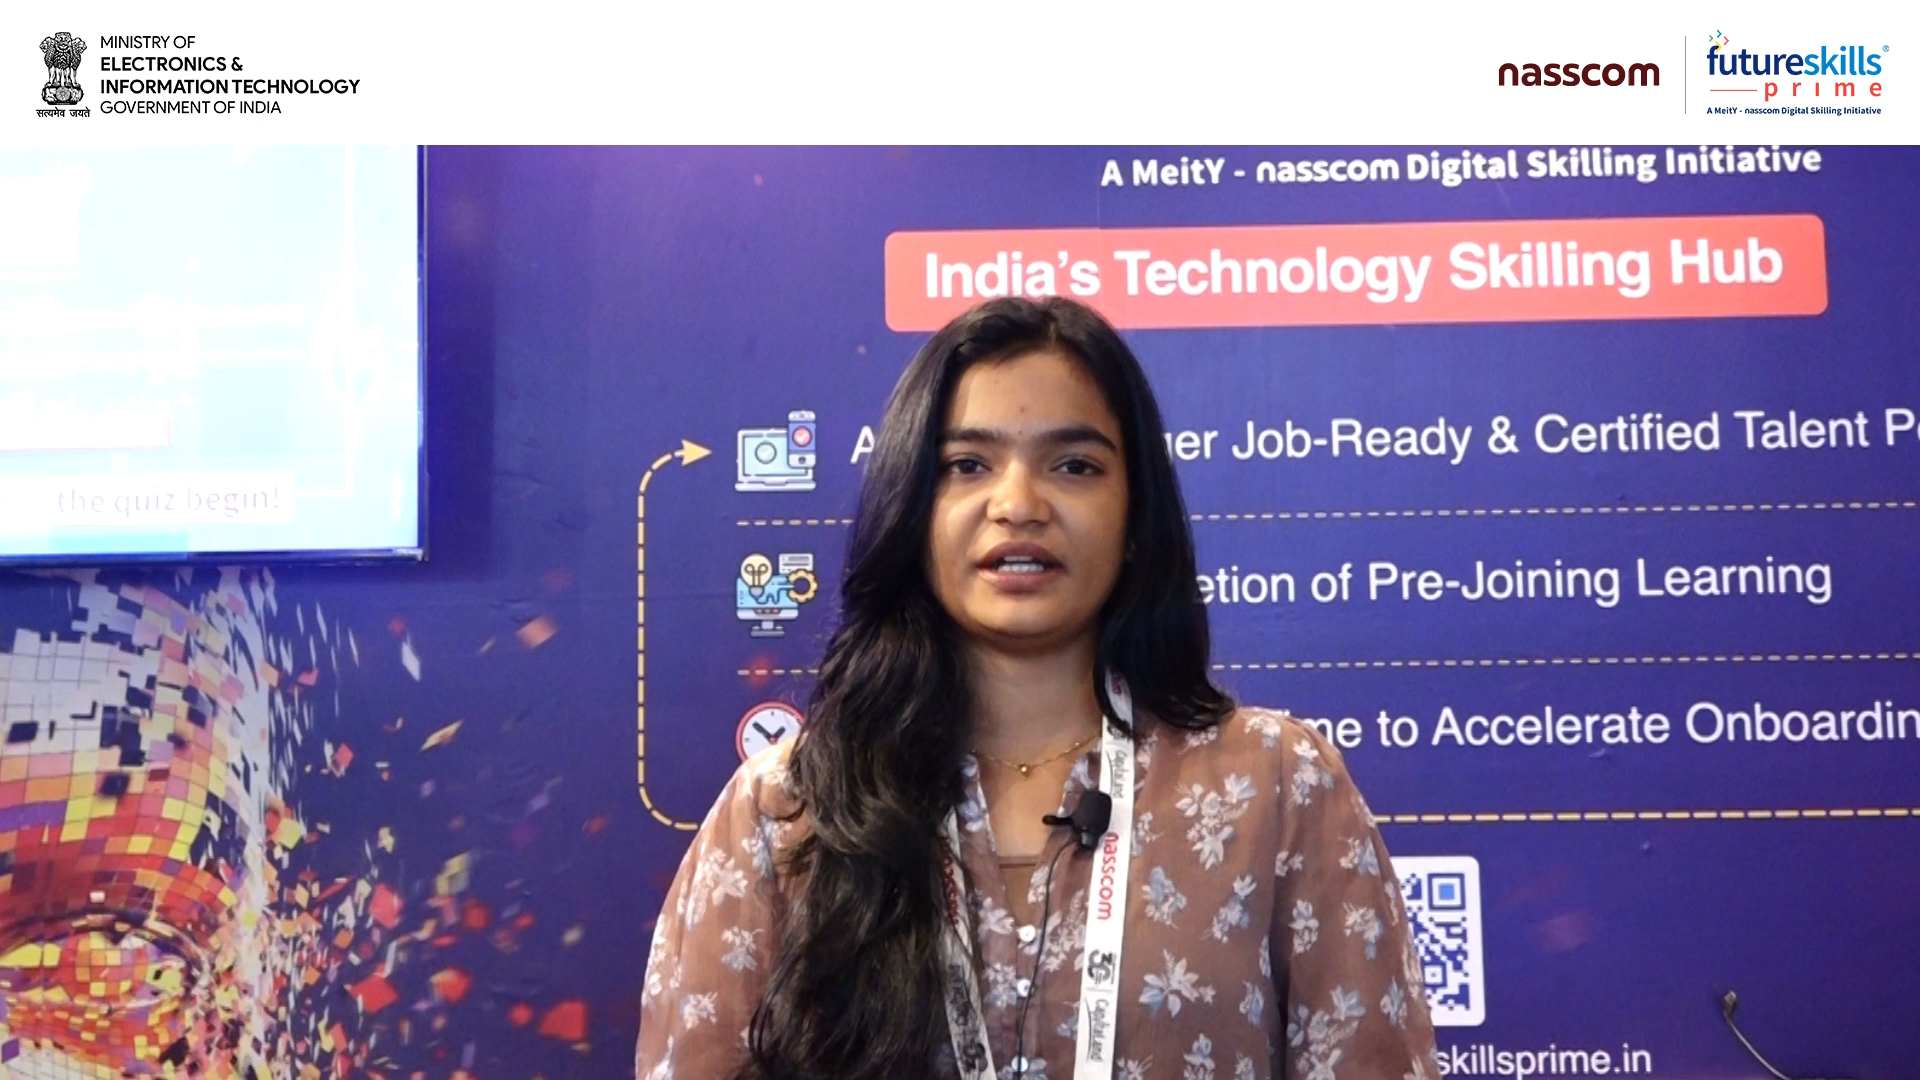 MINISTRY OF
ELECTRONICS &
INFORMATION TECHNOLOGY
GOVERNMENT OF INDIA
सत्यमेव जयते
nasscom
futureskills®
prime
A MeitY - nasscom Digital Skilling Initiative
A MeitY - nasscom Digital Skilling Initiative
India's Technology Skilling Hub
the quiz begin!
Job-Ready & Certified Talent
of Pre-Joining Learning
to Accelerate Onboardin
skillsprime.in
nasscom
CapitaLand
CapitaLand